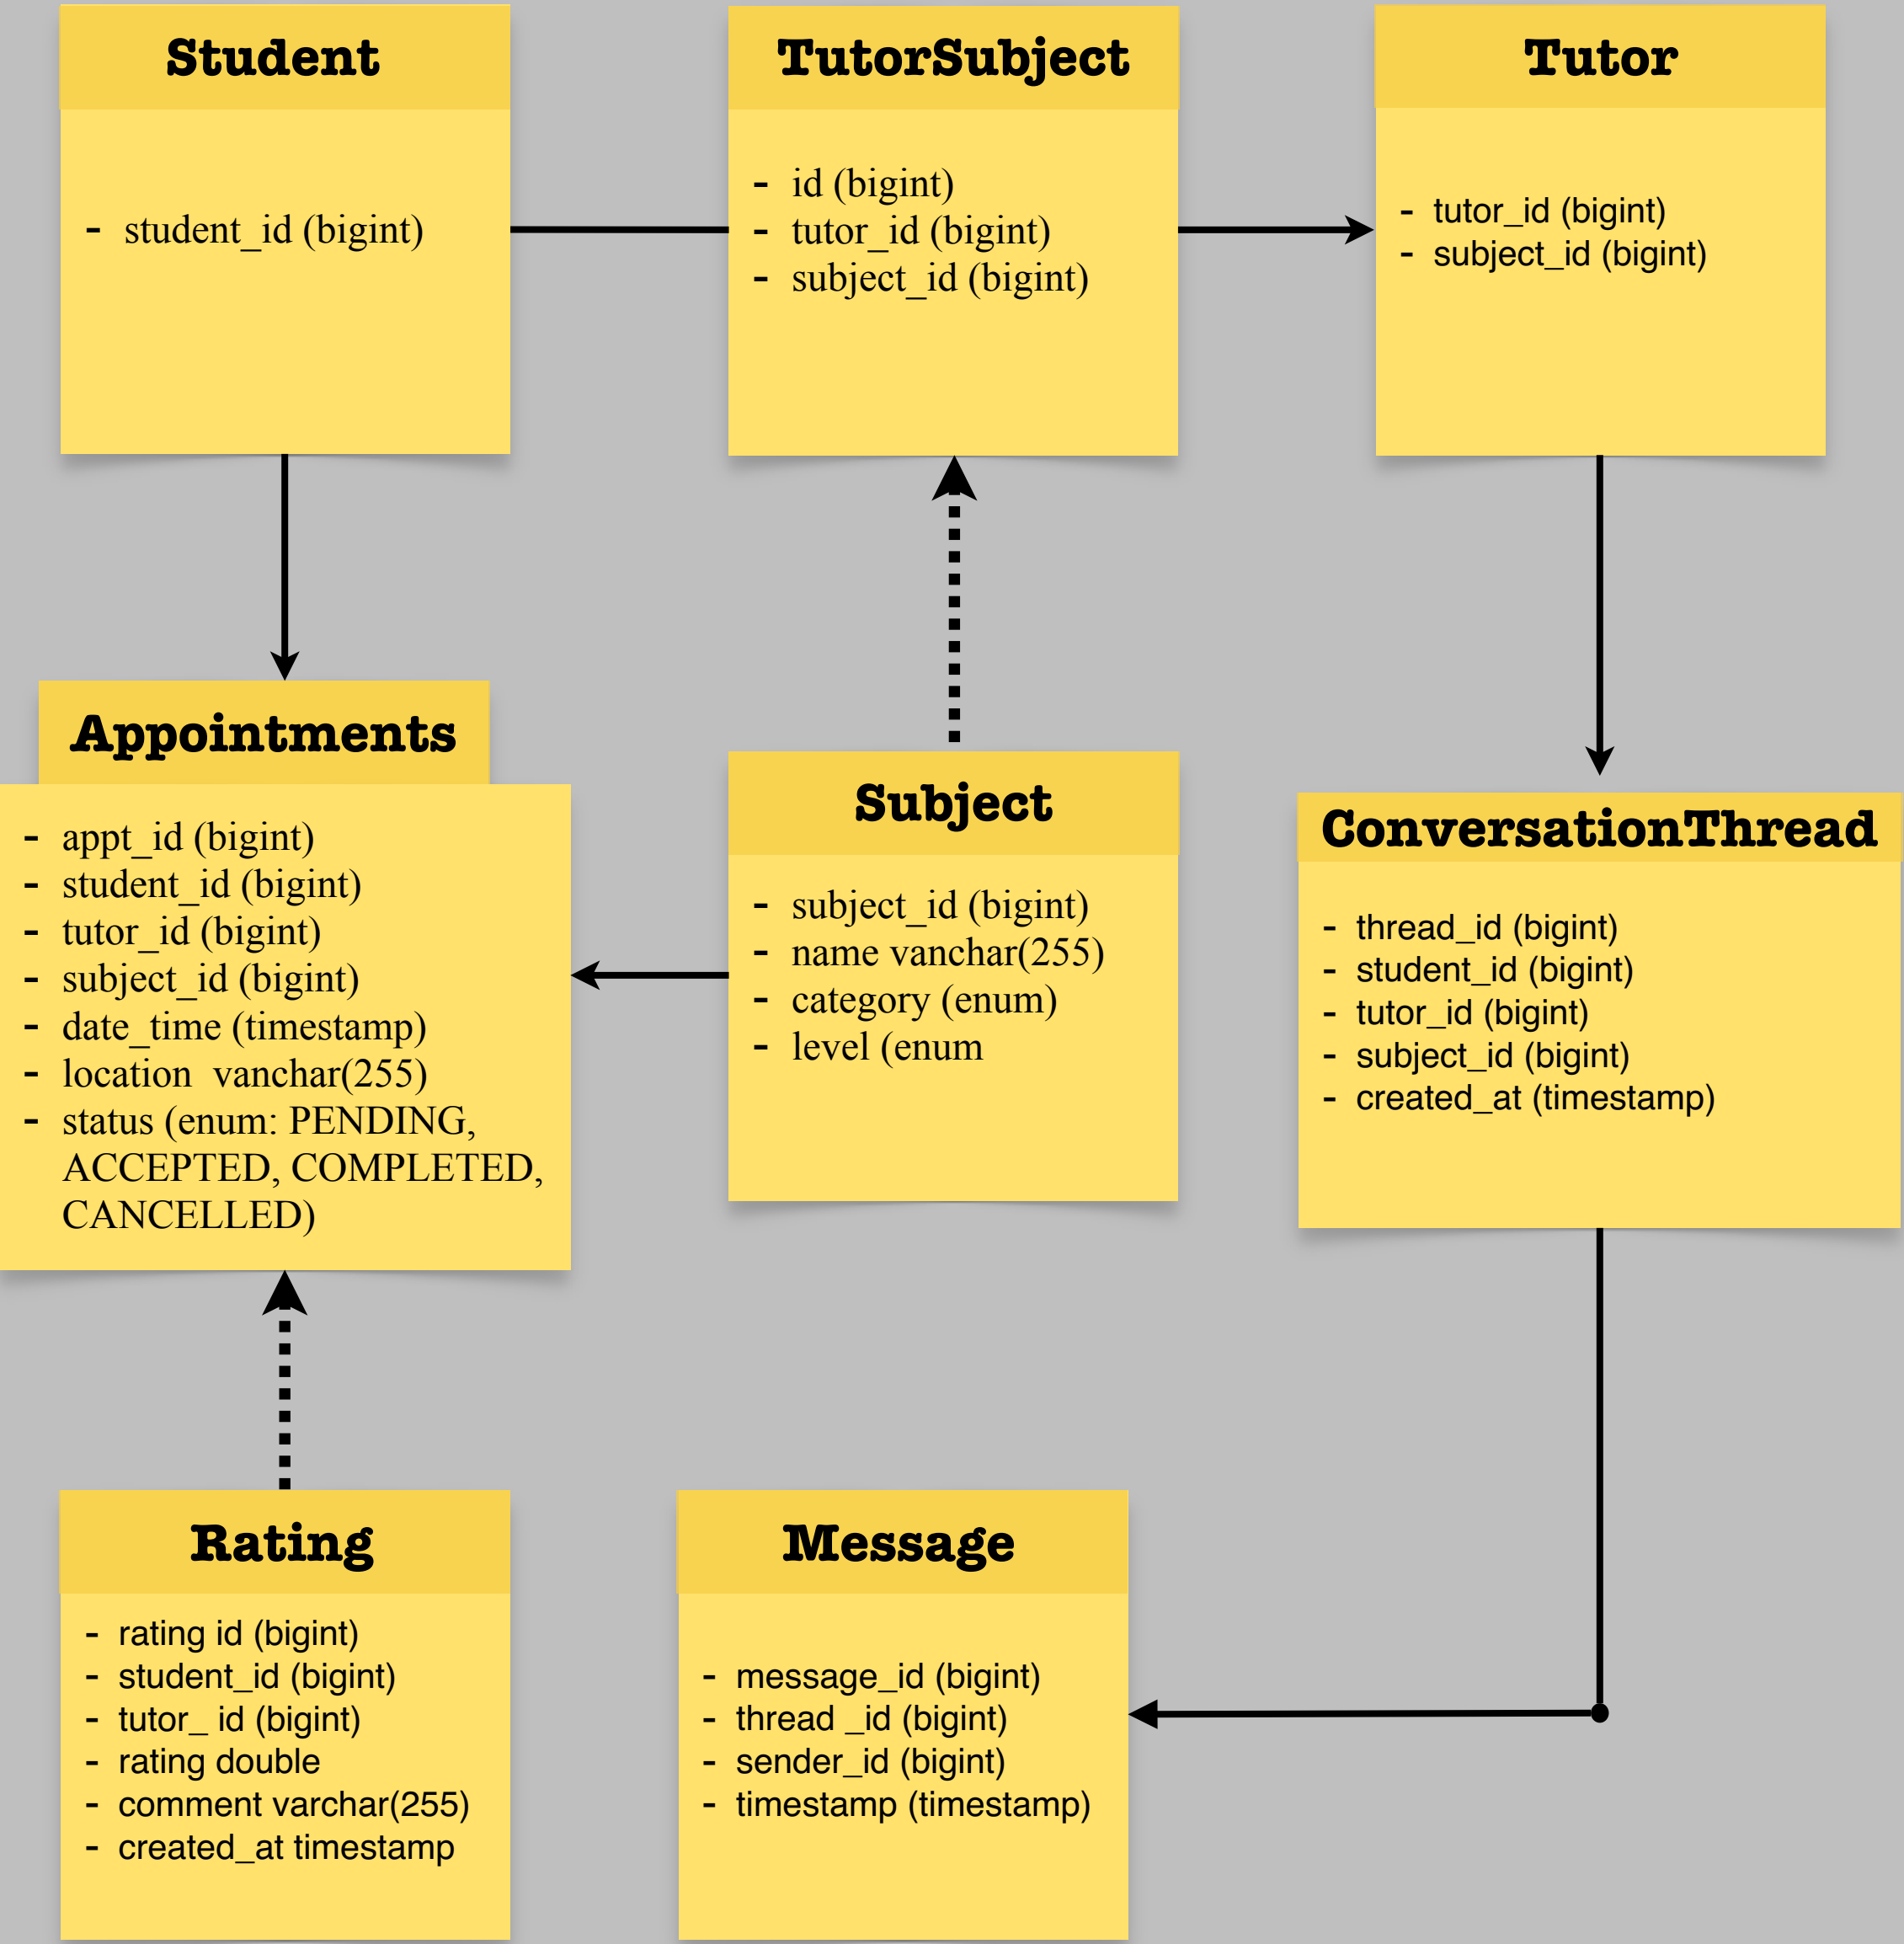 Student
- student_id (bigint)
TutorSubject
- id (bigint)
- tutor_id (bigint)
- subject_id (bigint)
Tutor
- tutor_id (bigint)
- subject_id (bigint)
Appointments
- appt_id (bigint)
- student_id (bigint)
- tutor_id (bigint)
- subject_id (bigint)
- date_time (timestamp)
- location  vanchar(255)
- status (enum: PENDING,
ACCEPTED, COMPLETED,
CANCELLED)
Subject
- subject_id (bigint)
- name vanchar(255)
- category (enum)
- level (enum
ConversationThread
- thread_id (bigint)
- student_id (bigint)
- tutor_id (bigint)
- subject_id (bigint)
- created_at (timestamp)
Rating
- rating id (bigint)
- student_id (bigint)
- tutor_ id (bigint)
- rating double
- comment varchar(255)
- created_at timestamp
Message
- message_id (bigint)
- thread _id (bigint)
- sender_id (bigint)
- timestamp (timestamp)